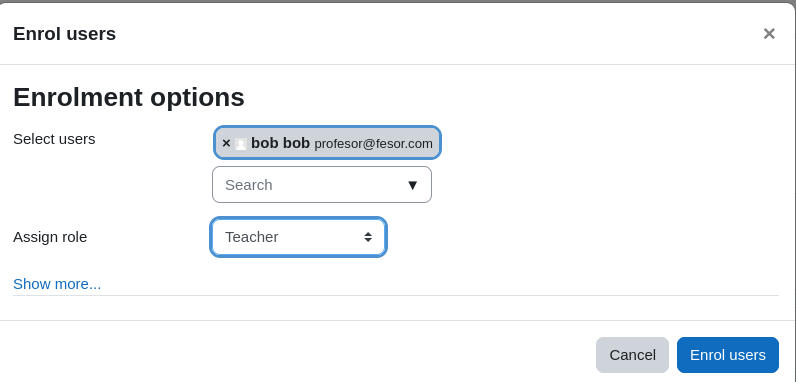 Enrol users ×
Enrolment options
Select users
× bob bob profesor@fesor.com
Search ▼
Assign role Teacher
Show more...
Cancel Enrol users